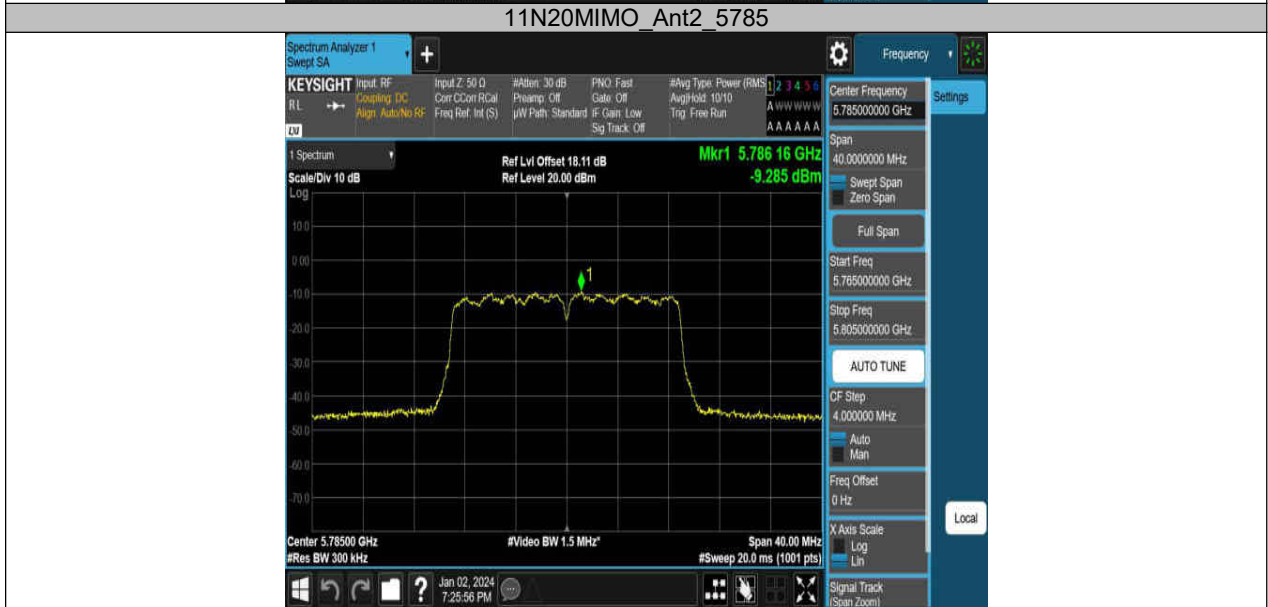 11N20MIMO_Ant2_5785
Spectrum Analyzer 1
Swept SA
+
Frequency
KEYSIGHT
RL
LXI
Input: RF
Coupling: DC
Align: Auto/No RF
Input Z: 50 Ω
Corr CCorr RCal
Freq Ref: Int (S)
#Atten: 30 dB
Preamp: Off
µW Path: Standard
PNO: Fast
Gate: Off
IF Gain: Low
Sig Track: Off
#Avg Type: Power (RMS
Avg|Hold: 10/10
Trig: Free Run
1 2 3 4 5 6
A W W W W W
A A A A A A
Center Frequency
5.785000000 GHz
Settings
1 Spectrum
Scale/Div 10 dB
Log
Ref Lvl Offset 18.11 dB
Ref Level 20.00 dBm
Mkr1 5.786 16 GHz
-9.285 dBm
Span
40.0000000 MHz
Swept Span
Zero Span
Full Span
Start Freq
5.765000000 GHz
Stop Freq
5.805000000 GHz
AUTO TUNE
CF Step
4.000000 MHz
Auto
Man
Freq Offset
0 Hz
X Axis Scale
Log
Lin
Signal Track
(Span Zoom)
Local
10.0
0.00
-10.0
-20.0
-30.0
-40.0
-50.0
-60.0
-70.0
1
Center 5.78500 GHz
#Res BW 300 kHz
#Video BW 1.5 MHz*
Span 40.00 MHz
#Sweep 20.0 ms (1001 pts)
?
Jan 02, 2024
7:25:56 PM